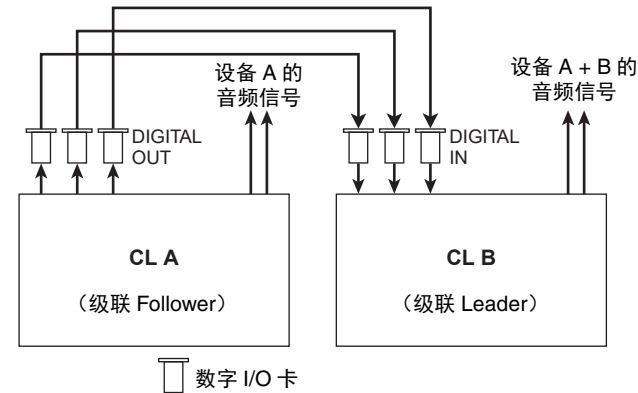 设备 A 的
音频信号
设备 A + B 的
音频信号
DIGITAL
OUT
DIGITAL
IN
CL A
（级联 Follower）
CL B
（级联 Leader）
数字 I/O 卡